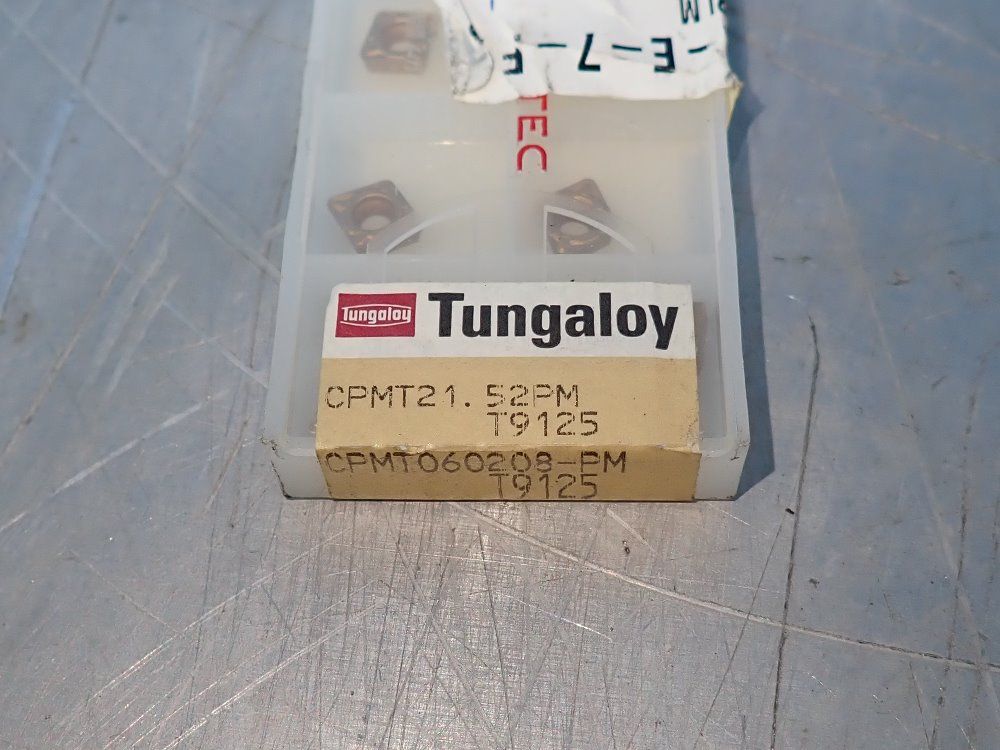 -E-7-
TEC
Tungaloy Tungaloy
CPMT21.52PM
T9125
CPMT060208-PM
T9125